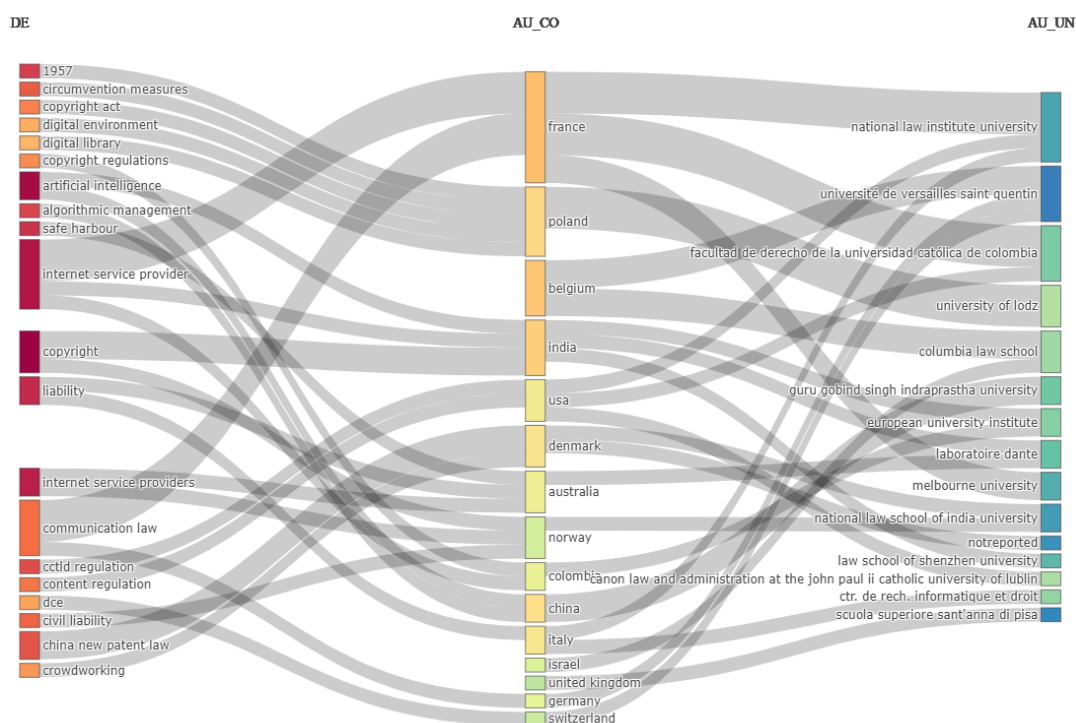 DE
AU_CO
AU_UN
1957
circumvention measures
copyright act
digital environment
digital library
copyright regulations
artificial intelligence
algorithmic management
safe harbour
internet service provider
copyright
liability
internet service providers
communication law
cctld regulation
content regulation
dce
civil liability
china new patent law
crowdworking
france
poland
belgium
india
usa
denmark
australia
norway
colombia
china
italy
israel
united kingdom
germany
switzerland
national law institute university
université de versailles saint quentin
facultad de derecho de la universidad católica de colombia
university of lodz
columbia law school
guru gobind singh indraprastha university
european university institute
laboratoire dante
melbourne university
national law school of india university
notreported
law school of shenzhen university
canon law and administration at the john paul ii catholic university of lublin
ctr. de rech. informatique et droit
scuola superiore sant'anna di pisa